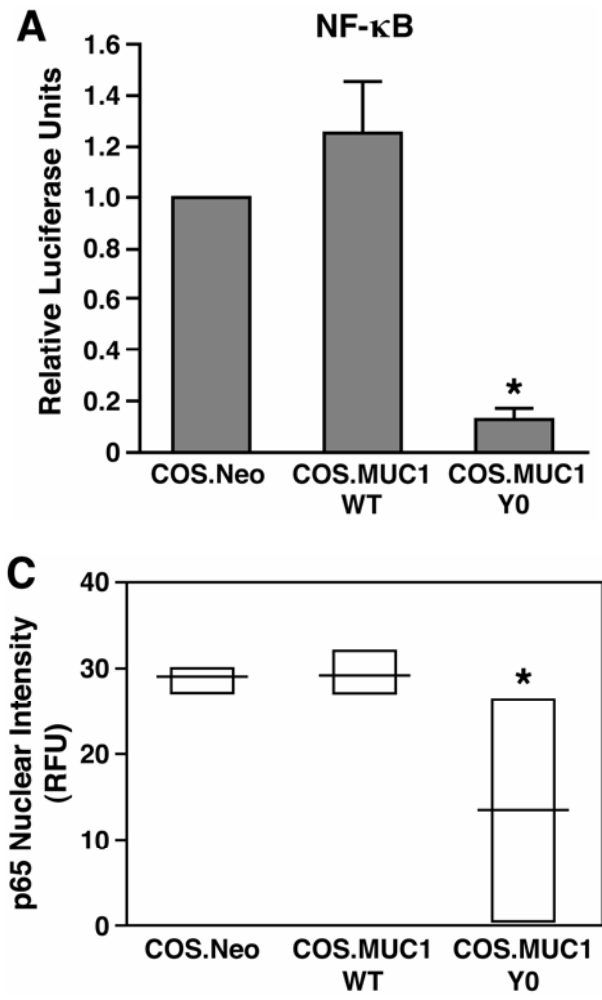 A
NF-κB
Relative Luciferase Units
1.6
1.4
1.2
1.0
0.8
0.6
0.4
0.2
0
*
COS.Neo
COS.MUC1
WT
COS.MUC1
Y0
C
p65 Nuclear Intensity
(RFU)
40
30
20
10
0
*
COS.Neo
COS.MUC1
WT
COS.MUC1
Y0